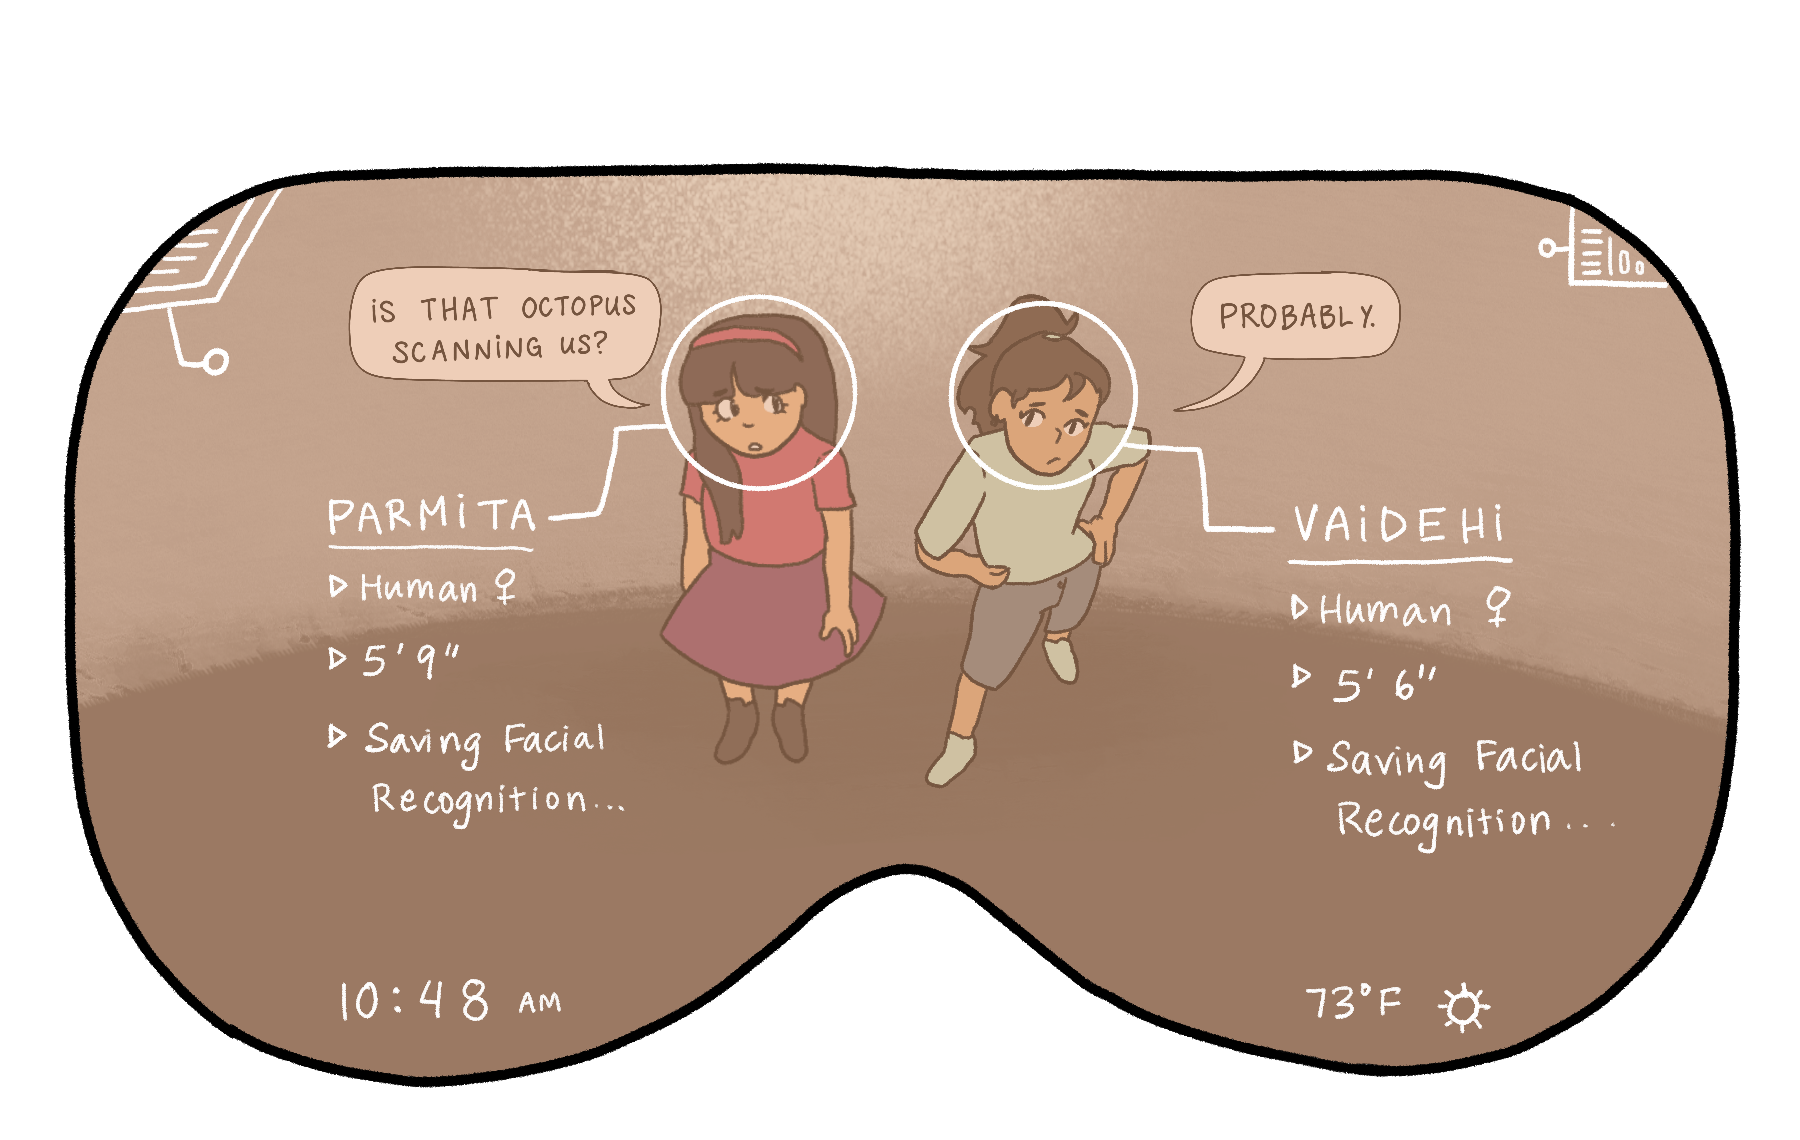 iS THAT OCTOPUS
SCANNiNG US?
PROBABLY.
PARMiTA
Human ♀
5'9"
Saving Facial
Recognition...
VAiDEHi
Human ♀
5' 6"
Saving Facial
Recognition...
10:48 AM
73°F